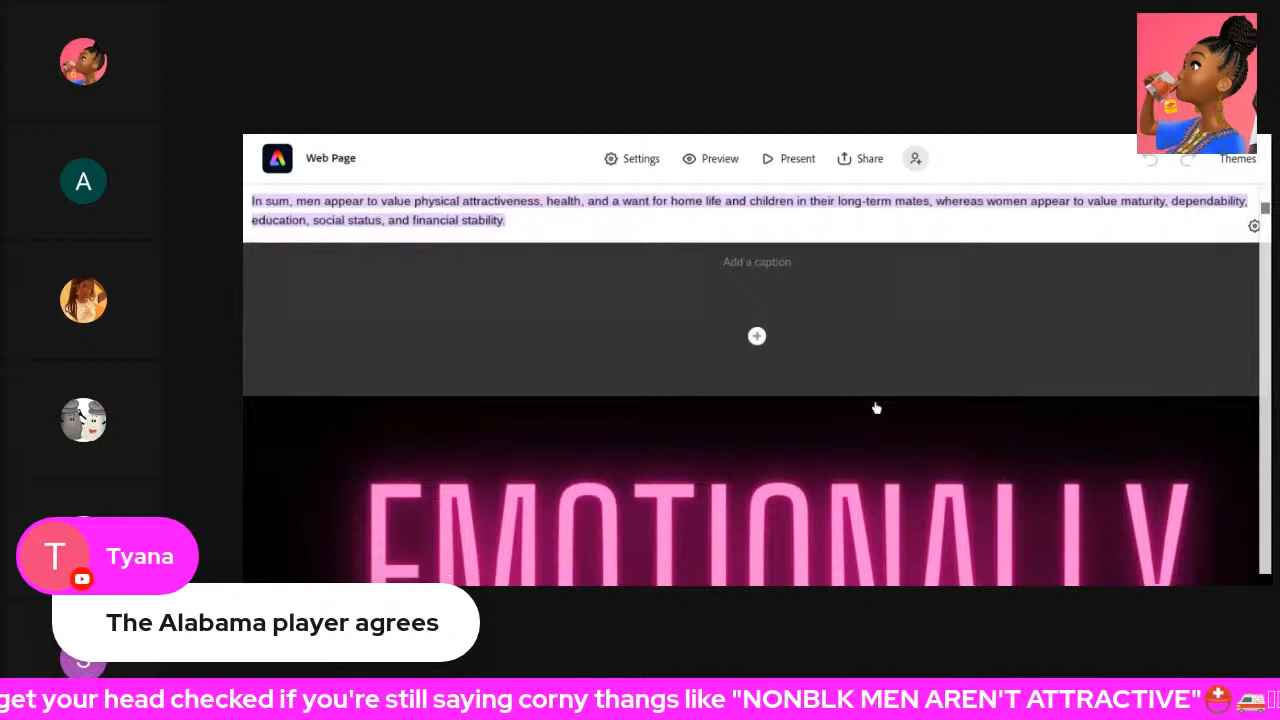 A
Web Page
Settings
Preview
Present
Share
Themes
In sum, men appear to value physical attractiveness, health, and a want for home life and children in their long-term mates, whereas women appear to value maturity, dependability,
education, social status, and financial stability.
Add a caption
EMOTIONALLY
T
Tyana
The Alabama player agrees
S
get your head checked if you're still saying corny thangs like "NONBLK MEN AREN'T ATTRACTIVE"⛑️🚑